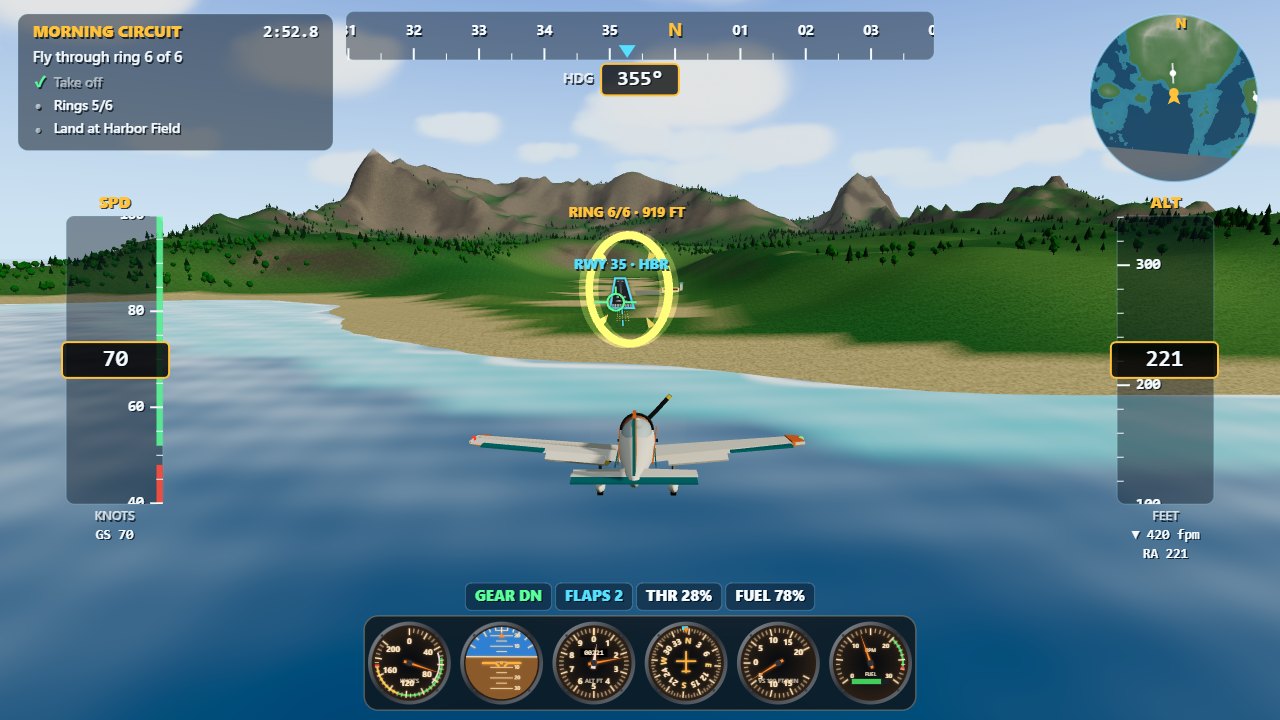 MORNING CIRCUIT 2:52.8
Fly through ring 6 of 6
✓ Take off
• Rings 5/6
• Land at Harbor Field
32 33 34 35 N 01 02 03
HDG 355°
N
SPD
80
70
60
40
KNOTS
GS 70
RING 6/6 · 919 FT
RWY 35 · HBR
ALT
300
221
200
100
FEET
▼ 420 fpm
RA 221
GEAR DN
FLAPS 2
THR 28%
FUEL 78%